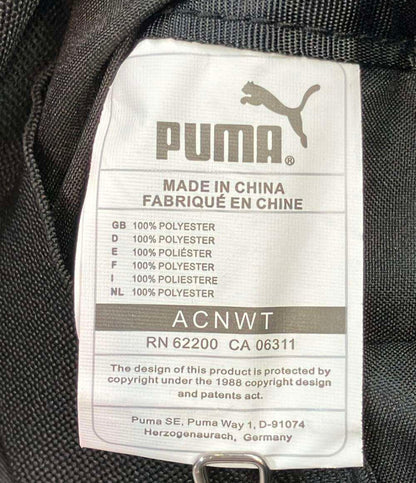 PUMA®
MADE IN CHINA
FABRIQUÉ EN CHINE
GB 100% POLYESTER
D 100% POLYESTER
E 100% POLIÉSTER
F 100% POLYESTER
I 100% POLIESTERE
NL 100% POLYESTER
ACNWT
RN 62200 CA 06311
The design of this product is protected by
copyright under the 1988 copyright design
and patents act.
Puma SE, Puma Way 1, D-91074
Herzogenaurach, Germany